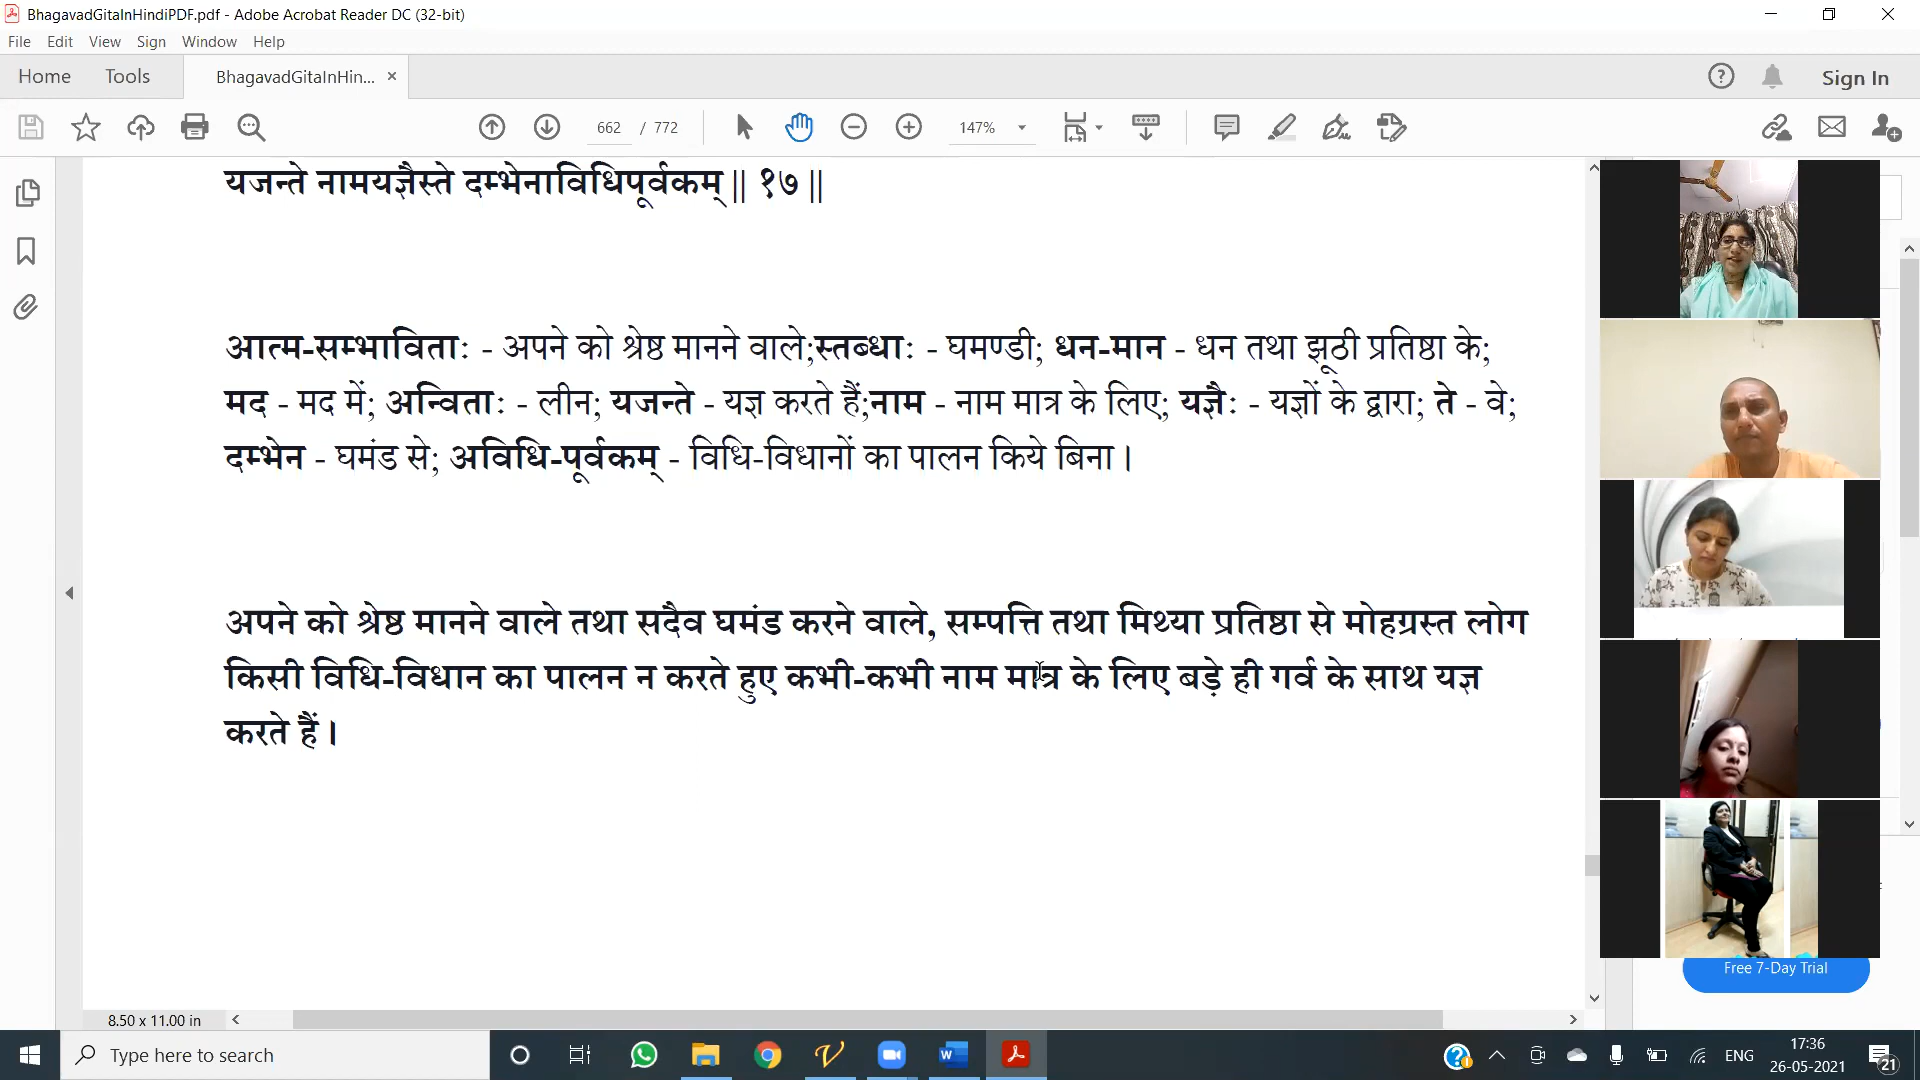 BhagavadGitaInHindiPDF.pdf - Adobe Acrobat Reader DC (32-bit)
File Edit View Sign Window Help
Home Tools BhagavadGitaInHin... × Sign In
662 / 772 147%
यजन्ते नामयज्ञैस्ते दम्भेनाविधिपूर्वकम् || १७ ||
आत्म-सम्भाविताः - अपने को श्रेष्ठ मानने वाले;स्तब्धाः - घमण्डी; धन-मान - धन तथा झूठी प्रतिष्ठा के;
मद - मद में; अन्विताः - लीन; यजन्ते - यज्ञ करते हैं;नाम - नाम मात्र के लिए; यज्ञैः - यज्ञों के द्वारा; ते - वे;
दम्भेन - घमंड से; अविधि-पूर्वकम् - विधि-विधानों का पालन किये बिना।
अपने को श्रेष्ठ मानने वाले तथा सदैव घमंड करने वाले, सम्पत्ति तथा मिथ्या प्रतिष्ठा से मोहग्रस्त लोग
किसी विधि-विधान का पालन न करते हुए कभी-कभी नाम मात्र के लिए बड़े ही गर्व के साथ यज्ञ
करते हैं।
Free 7-Day Trial
8.50 x 11.00 in
Type here to search
ENG
17:36
26-05-2021
21